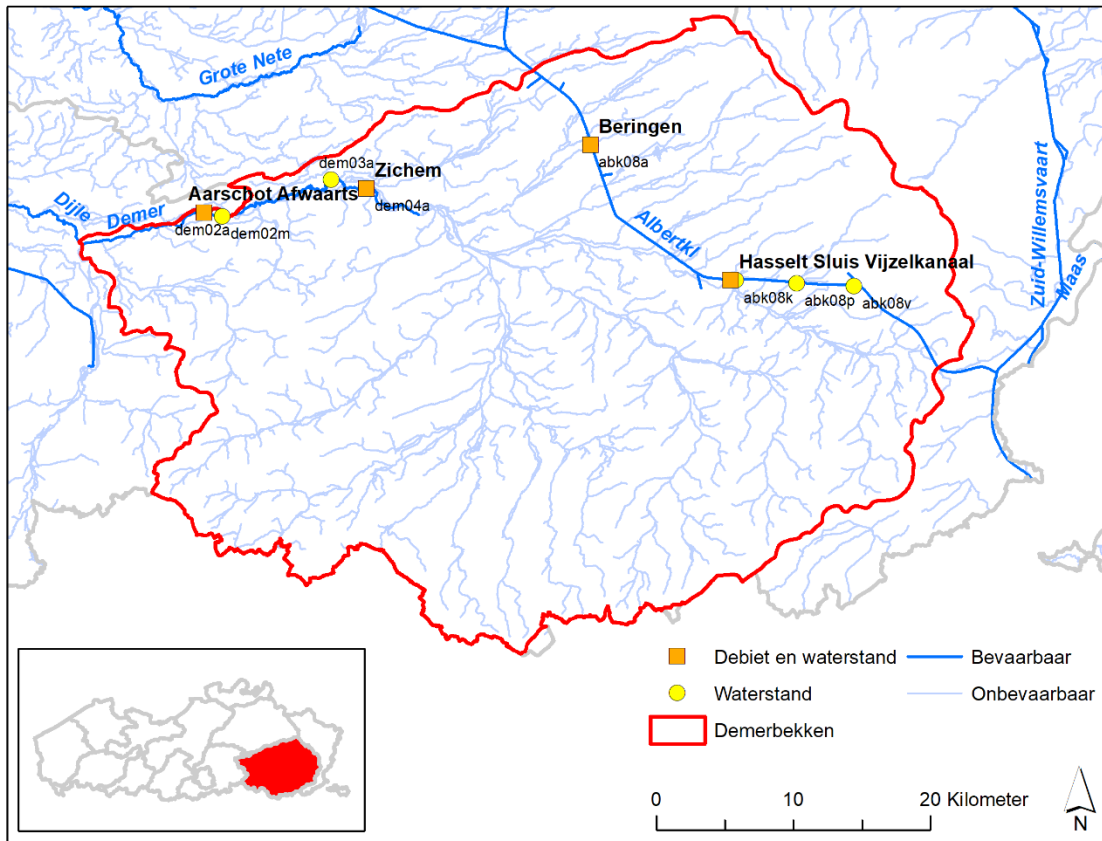 Grote Nete
Beringen
abk08a
dem03a
Zichem
Aarschot Afwaarts
dem04a
Dijle
Demer
dem02a
dem02m
Albertkl
Zuid-Willemsvaart
Maas
Hasselt Sluis Vijzelkanaal
abk08k
abk08p
abk08v
Debiet en waterstand
Bevaarbaar
Waterstand
Onbevaarbaar
Demerbekken
0 10 20 Kilometer
N